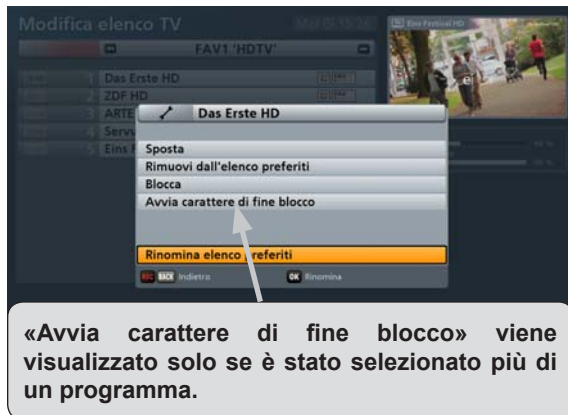 Modifica elenco TV
Eins Festival HD
FAV1 'HDTV'
1 Das Erste HD
2 ZDF HD
3 ARTE
4 Servu
5 Eins F
Das Erste HD
Sposta
Rimuovi dall'elenco preferiti
Blocca
Avvia carattere di fine blocco
Rinomina elenco preferiti
BACK Indietro OK Rinomina
«Avvia carattere di fine blocco» viene
visualizzato solo se è stato selezionato più di
un programma.